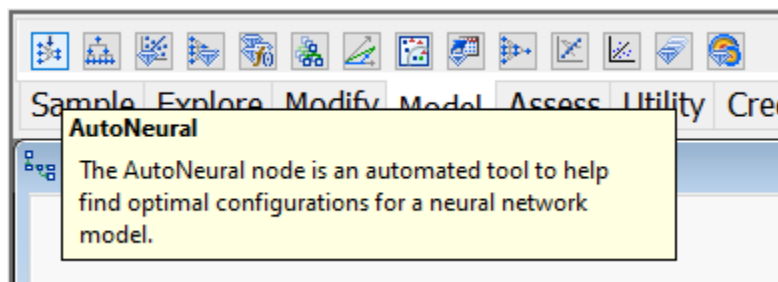 Sample Explore Modify Model Assess Utility Cre
AutoNeural
The AutoNeural node is an automated tool to help
find optimal configurations for a neural network
model.